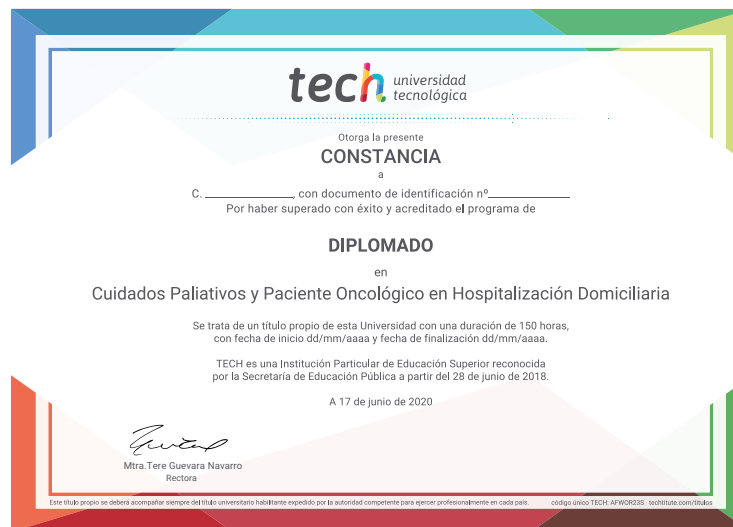 tech universidad
tecnológica
Otorga la presente
CONSTANCIA
a
C. ______________, con documento de identificación nº______________
Por haber superado con éxito y acreditado el programa de
DIPLOMADO
en
Cuidados Paliativos y Paciente Oncológico en Hospitalización Domiciliaria
Se trata de un título propio de esta Universidad con una duración de 150 horas,
con fecha de inicio dd/mm/aaaa y fecha de finalización dd/mm/aaaa.
TECH es una Institución Particular de Educación Superior reconocida
por la Secretaría de Educación Pública a partir del 28 de junio de 2018.
A 17 de junio de 2020
Mtra.Tere Guevara Navarro
Rectora
Este título propio se deberá acompañar siempre del título universitario habilitante expedido por la autoridad competente para ejercer profesionalmente en cada país. código único TECH: AFWOR23S techtitute.com/titulos